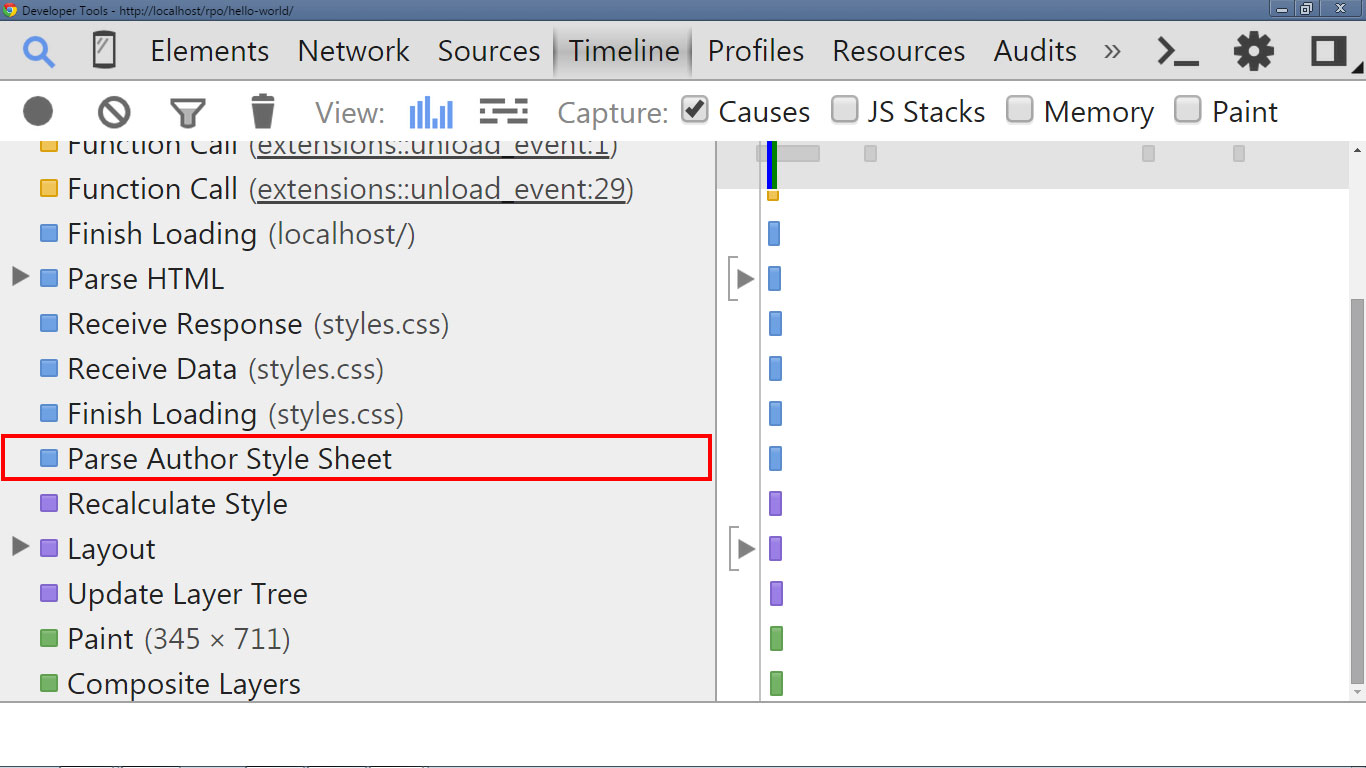 Developer Tools - http://localhost/rpo/hello-world/
Elements Network Sources Timeline Profiles Resources Audits »
View: Capture: Causes JS Stacks Memory Paint
Function Call (extensions::unload_event:1)
Function Call (extensions::unload_event:29)
Finish Loading (localhost/)
Parse HTML
Receive Response (styles.css)
Receive Data (styles.css)
Finish Loading (styles.css)
Parse Author Style Sheet
Recalculate Style
Layout
Update Layer Tree
Paint (345 × 711)
Composite Layers